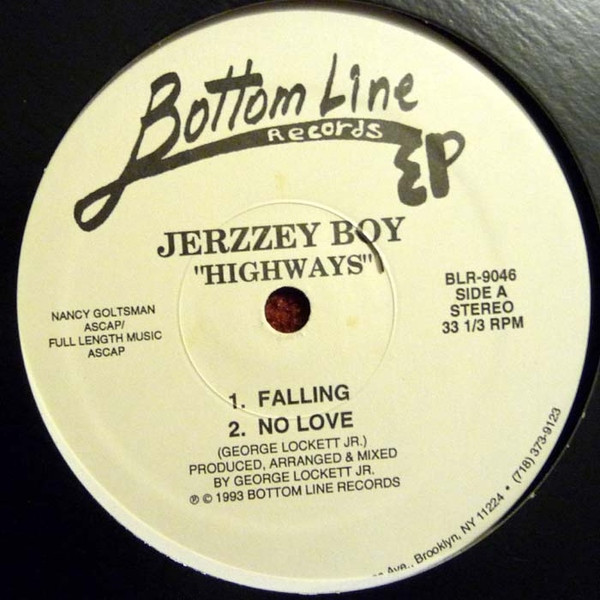 Bottom Line
Records
EP
JERZZEY BOY
"HIGHWAYS"
NANCY GOLTSMAN
ASCAP/
FULL LENGTH MUSIC
ASCAP
BLR-9046
SIDE A
STEREO
33 1/3 RPM
1. FALLING
2. NO LOVE
(GEORGE LOCKETT JR.)
PRODUCED, ARRANGED & MIXED
BY GEORGE LOCKETT JR.
℗ © 1993 BOTTOM LINE RECORDS
Ave., Brooklyn, NY 11224 • (718) 373-9123